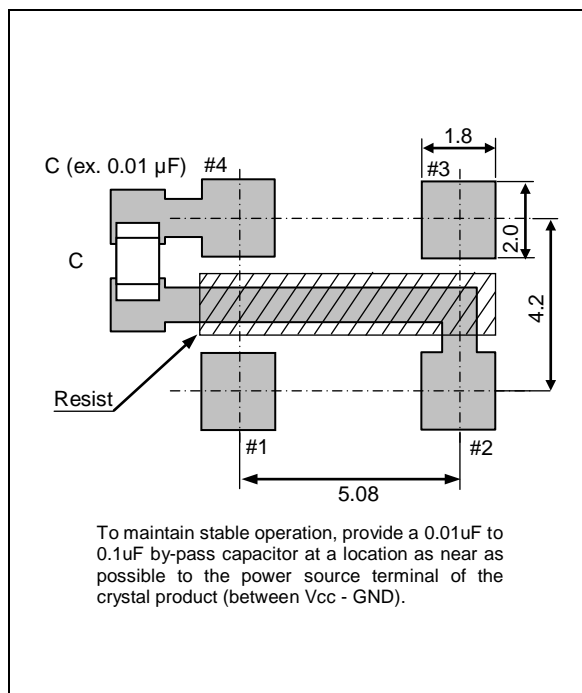 1.8
C (ex. 0.01 µF) #4
#3
2.0
C
4.2
Resist
#1
#2
5.08
To maintain stable operation, provide a 0.01uF to
0.1uF by-pass capacitor at a location as near as
possible to the power source terminal of the
crystal product (between Vcc - GND).